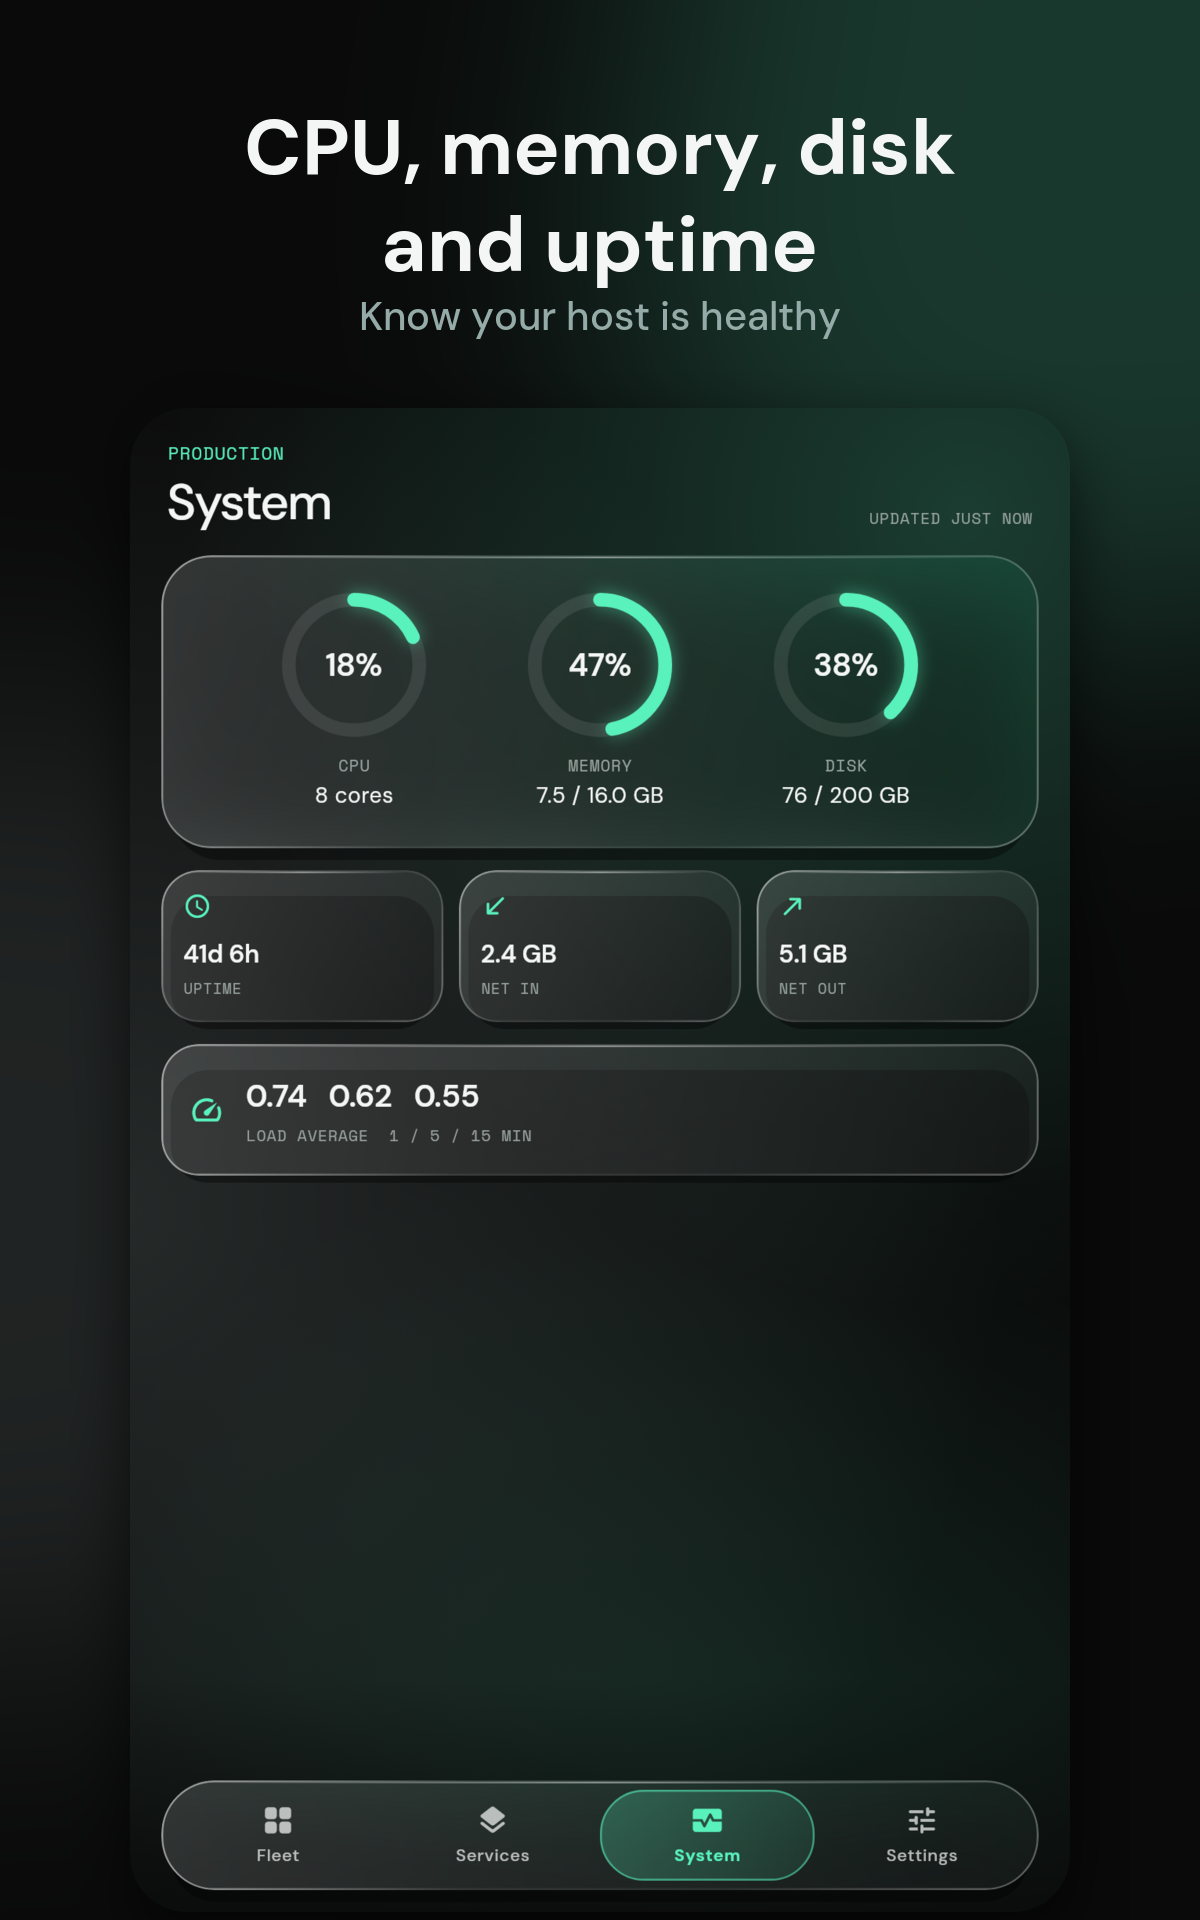 CPU, memory, disk
and uptime
Know your host is healthy
PRODUCTION
System
UPDATED JUST NOW
18% 47% 38%
CPU MEMORY DISK
8 cores 7.5 / 16.0 GB 76 / 200 GB
41d 6h 2.4 GB 5.1 GB
UPTIME NET IN NET OUT
0.74 0.62 0.55
LOAD AVERAGE 1 / 5 / 15 MIN
Fleet Services System Settings